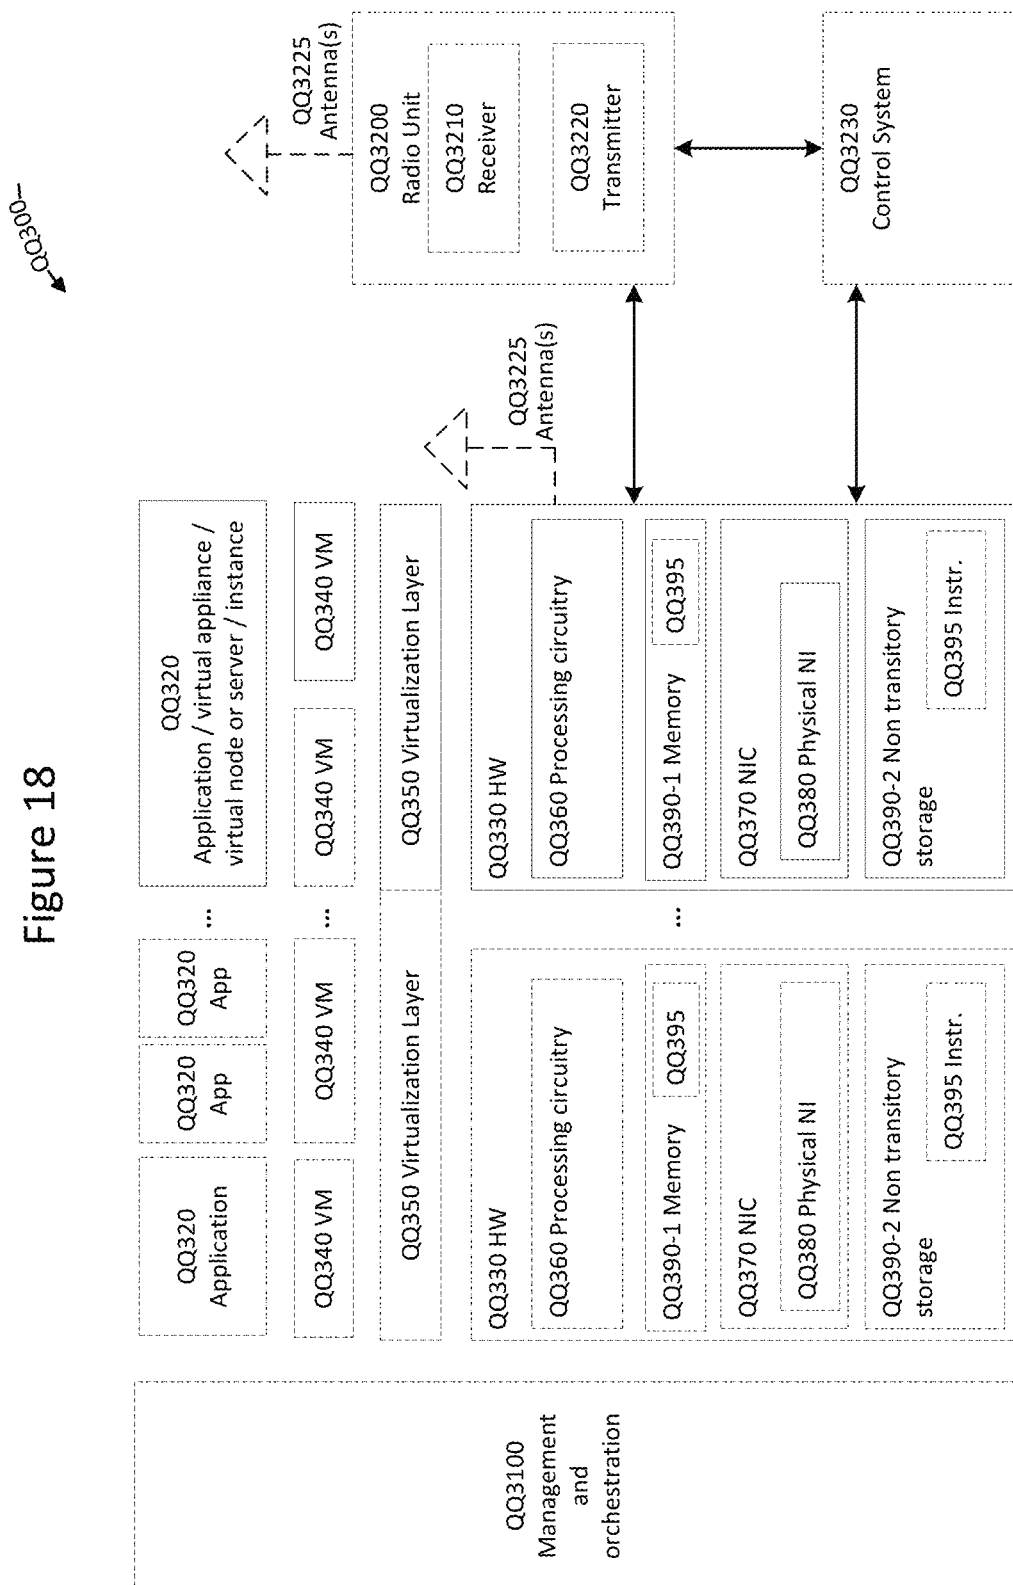 Figure 18
QQ300
QQ3100
Management
and
orchestration
QQ320
Application
QQ320
App
QQ320
App
...
QQ320
Application / virtual appliance /
virtual node or server / instance
QQ340 VM
QQ340 VM
...
QQ340 VM
QQ340 VM
QQ350 Virtualization Layer
QQ350 Virtualization Layer
QQ330 HW
QQ360 Processing circuitry
QQ390-1 Memory
QQ395
QQ370 NIC
QQ380 Physical NI
QQ390-2 Non transitory
storage
QQ395 Instr.
...
QQ330 HW
QQ360 Processing circuitry
QQ390-1 Memory
QQ395
QQ370 NIC
QQ380 Physical NI
QQ390-2 Non transitory
storage
QQ395 Instr.
QQ3225
Antenna(s)
QQ3225
Antenna(s)
QQ3200
Radio Unit
QQ3210
Receiver
QQ3220
Transmitter
QQ3230
Control System